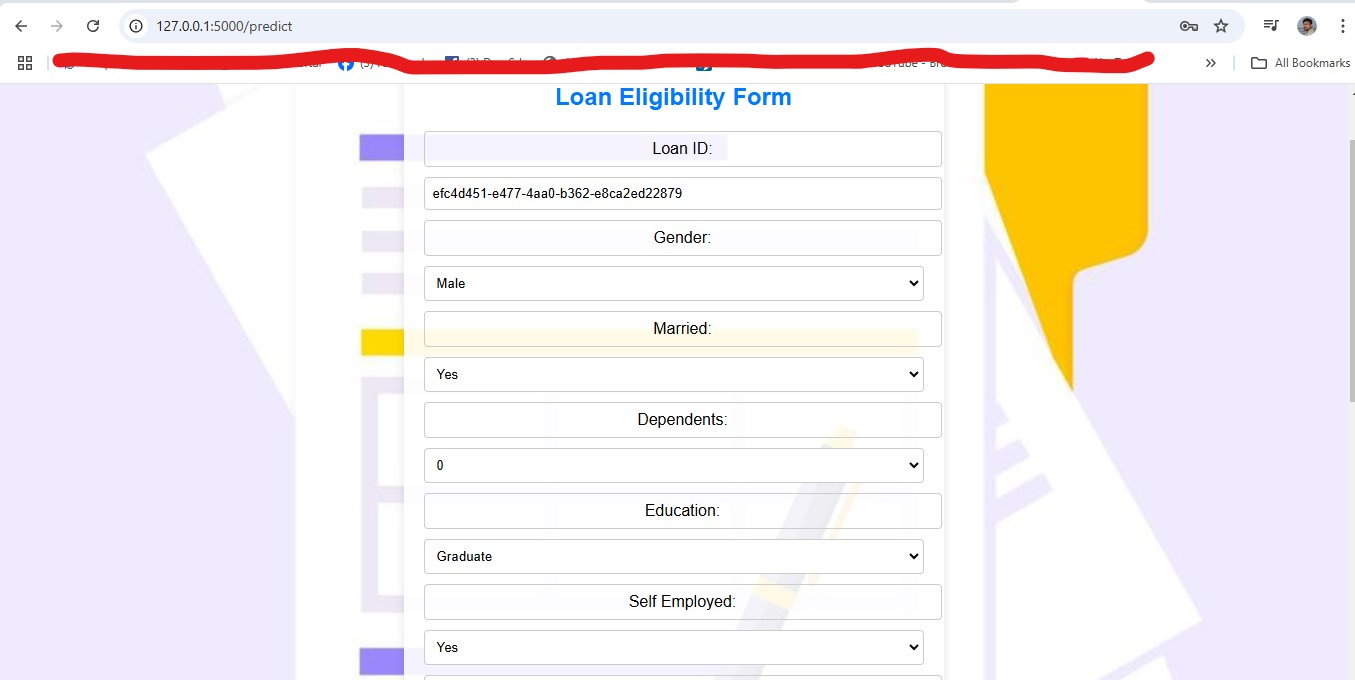 127.0.0.1:5000/predict
All Bookmarks
Loan Eligibility Form
Loan ID:
efc4d451-e477-4aa0-b362-e8ca2ed22879
Gender:
Male
Married:
Yes
Dependents:
0
Education:
Graduate
Self Employed:
Yes